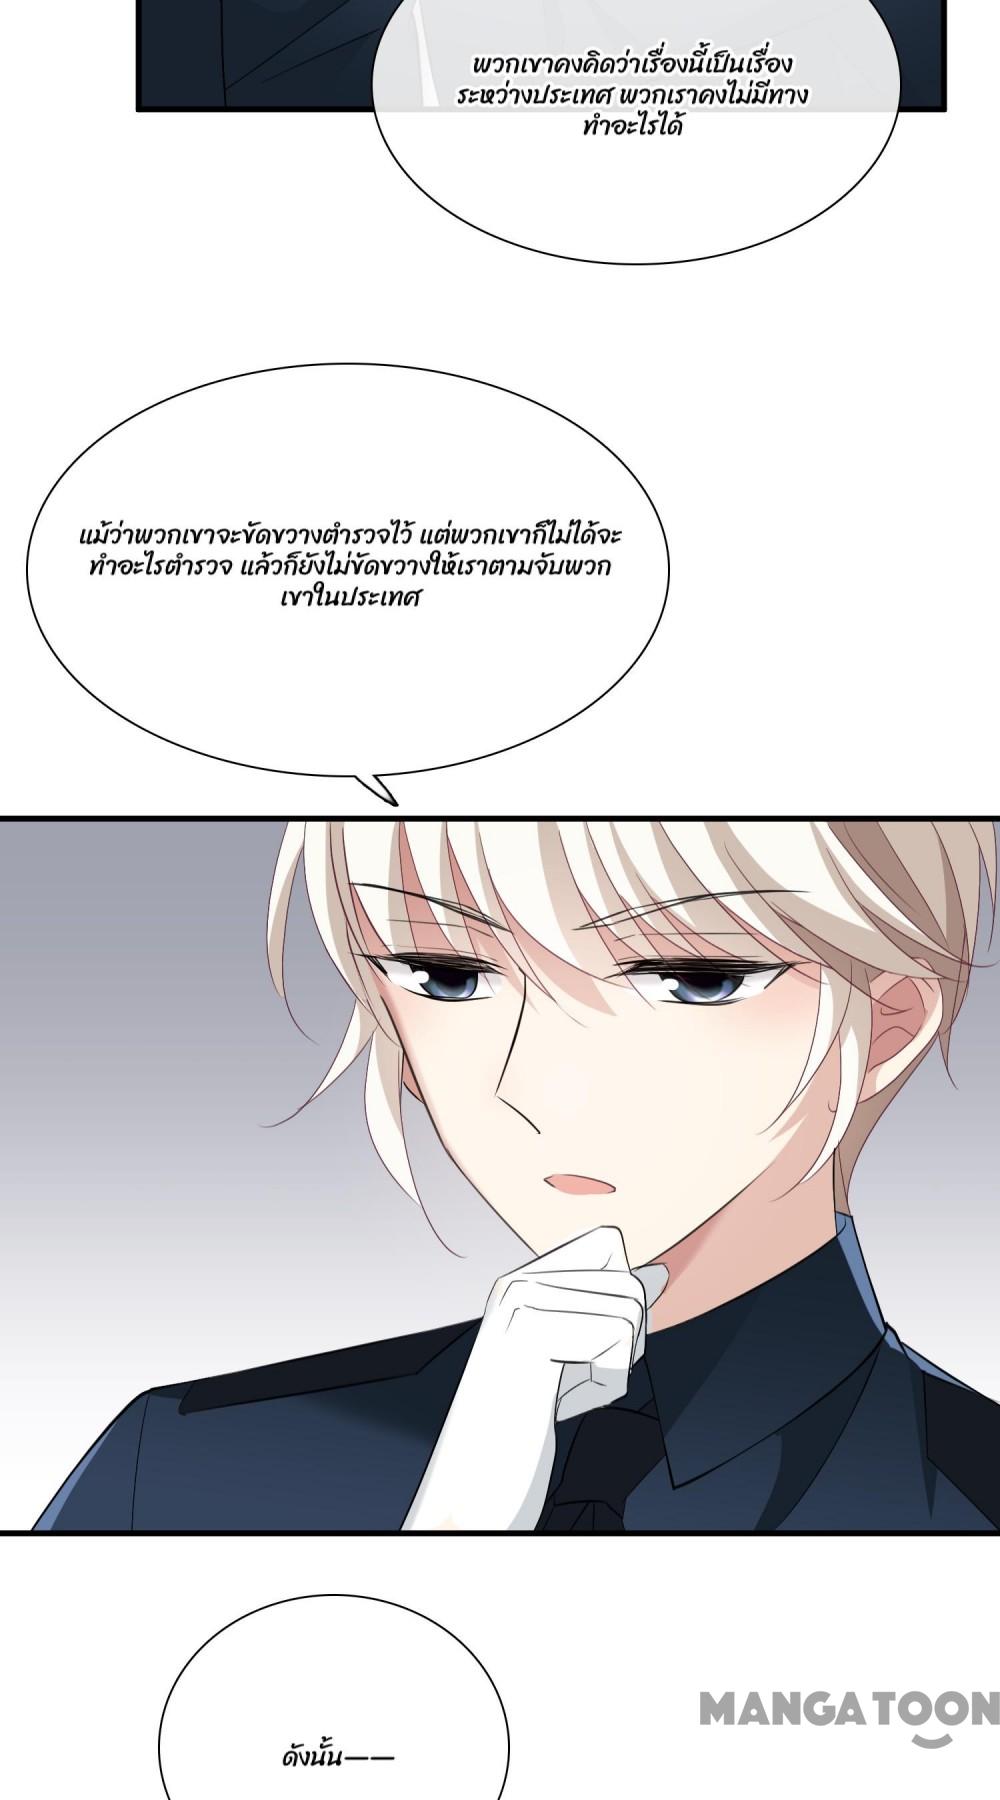 พวกเขาคงคิดว่าเรื่องนี้เป็นเรื่อง
ระหว่างประเทศ พวกเราคงไม่มีทาง
ทำอะไรได้
แม้ว่าพวกเขาจะขัดขวางตำรวจไว้ แต่พวกเขาก็ไม่ได้จะ
ทำอะไรตำรวจ แล้วก็ยังไม่ขัดขวางให้เราตามจับพวก
เขาในประเทศ
MANGATOON
ดังนั้น——